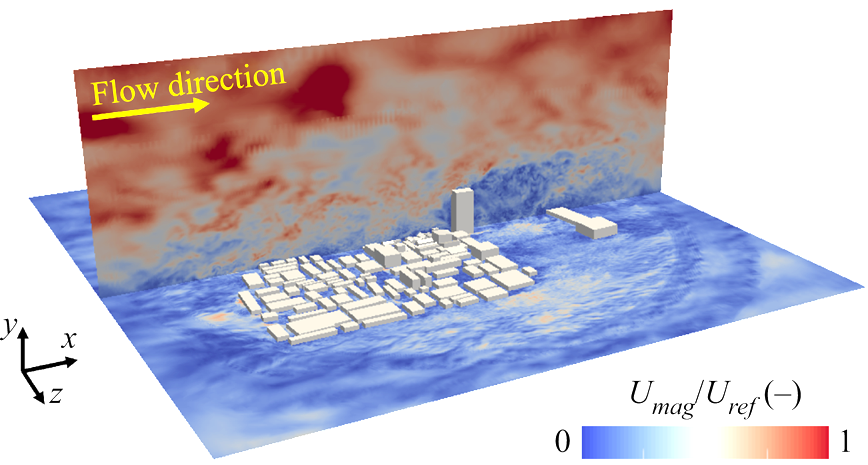 Flow direction
y
x
z
U_mag/U_ref (–)
0 1